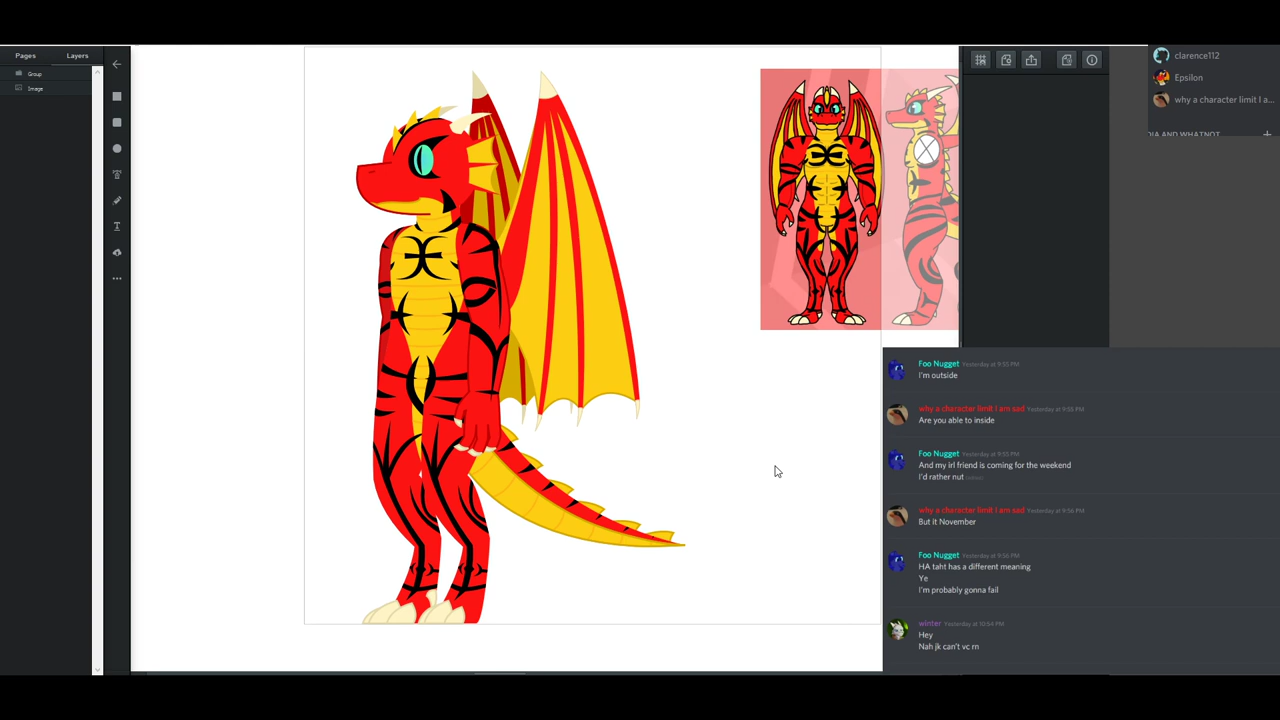 Pages Layers
Group
Image
T
clarence112
Epsilon
why a character limit I a...
DIA AND WHATNOT
Foo Nugget Yesterday at 9:55 PM
I'm outside
why a character limit I am sad Yesterday at 9:55 PM
Are you able to inside
Foo Nugget Yesterday at 9:55 PM
And my irl friend is coming for the weekend
I'd rather nut (edited)
why a character limit I am sad Yesterday at 9:56 PM
But it November
Foo Nugget Yesterday at 9:56 PM
HA taht has a different meaning
Ye
I'm probably gonna fail
winter Yesterday at 10:54 PM
Hey
Nah jk can't vc rn